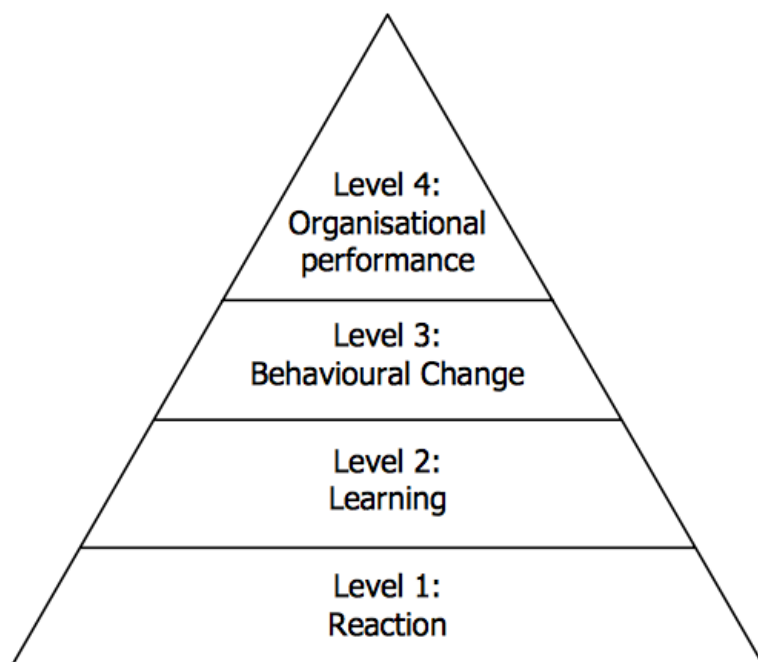 Level 4:
Organisational
performance
Level 3:
Behavioural Change
Level 2:
Learning
Level 1:
Reaction